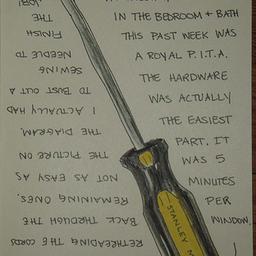 IN THE BEDROOM + BATH
THIS PAST WEEK WAS
A ROYAL P.I.T.A.
THE HARDWARE
WAS ACTUALLY
THE EASIEST
PART. IT
WAS 5
MINUTES
PER
WINDOW.
RETHREADING THE CORDS
BACK THROUGH THE
REMAINING ONES.
NOT AS EASY AS
THE PICTURE ON
THE DIAGRAM.
I ACTUALLY HAD
TO BUST OUT A
SEWING
NEEDLE TO
FINISH
THE
JOB!
STANLEY